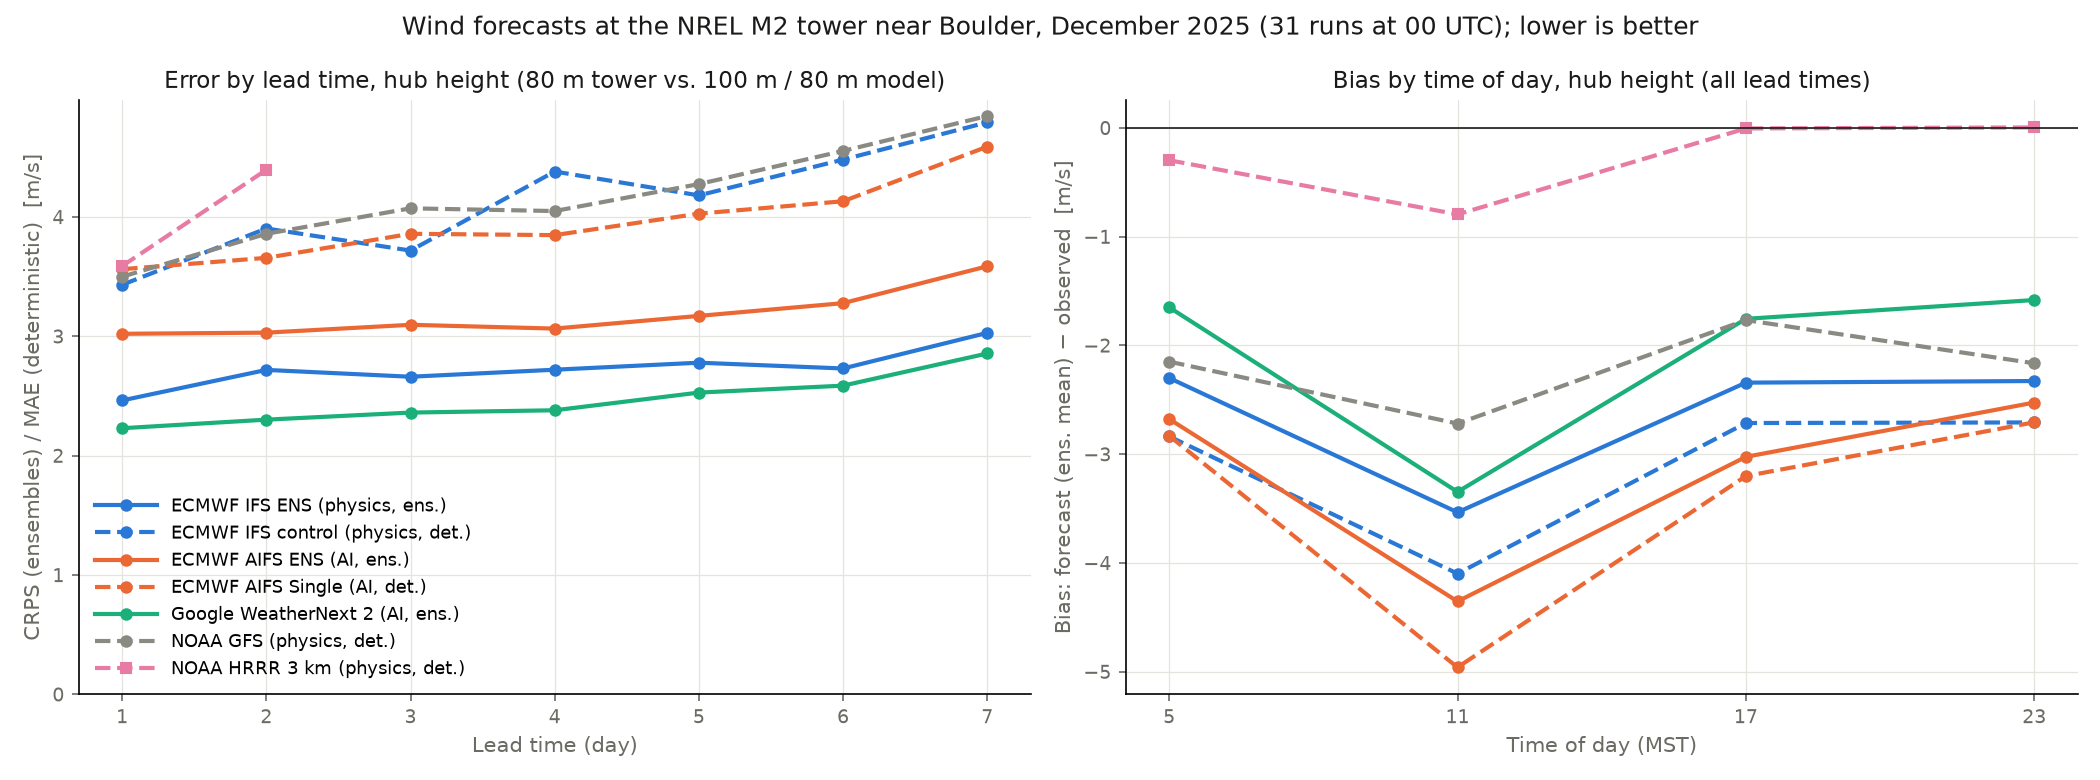 Wind forecasts at the NREL M2 tower near Boulder, December 2025 (31 runs at 00 UTC); lower is better
Error by lead time, hub height (80 m tower vs. 100 m / 80 m model)
CRPS (ensembles) / MAE (deterministic)   [m/s]
4
3
2
1
0
ECMWF IFS ENS (physics, ens.)
ECMWF IFS control (physics, det.)
ECMWF AIFS ENS (AI, ens.)
ECMWF AIFS Single (AI, det.)
Google WeatherNext 2 (AI, ens.)
NOAA GFS (physics, det.)
NOAA HRRR 3 km (physics, det.)
1 2 3 4 5 6 7
Lead time (day)
Bias by time of day, hub height (all lead times)
Bias: forecast (ens. mean) − observed  [m/s]
0
−1
−2
−3
−4
−5
5 11 17 23
Time of day (MST)